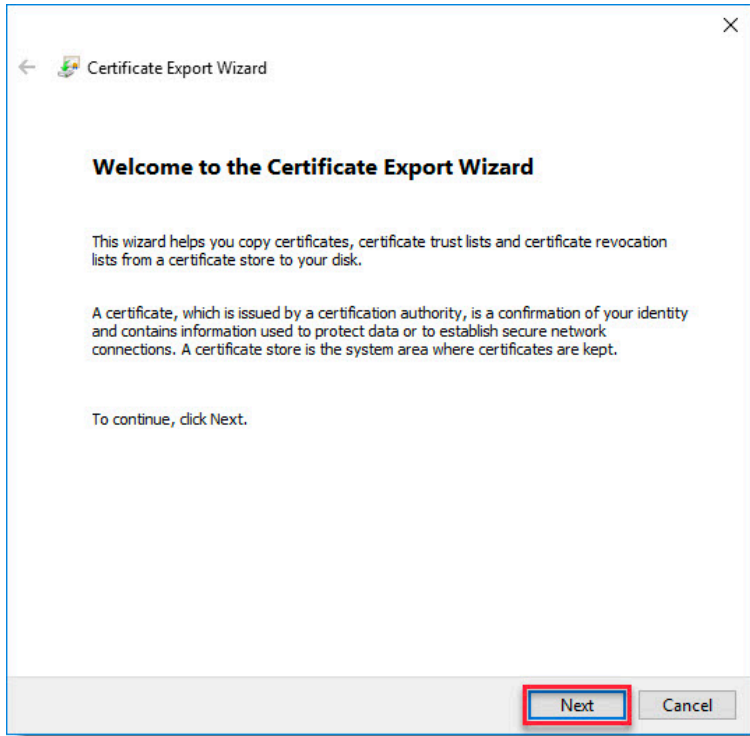 Certificate Export Wizard
Welcome to the Certificate Export Wizard
This wizard helps you copy certificates, certificate trust lists and certificate revocation
lists from a certificate store to your disk.
A certificate, which is issued by a certification authority, is a confirmation of your identity
and contains information used to protect data or to establish secure network
connections. A certificate store is the system area where certificates are kept.
To continue, click Next.
Next
Cancel